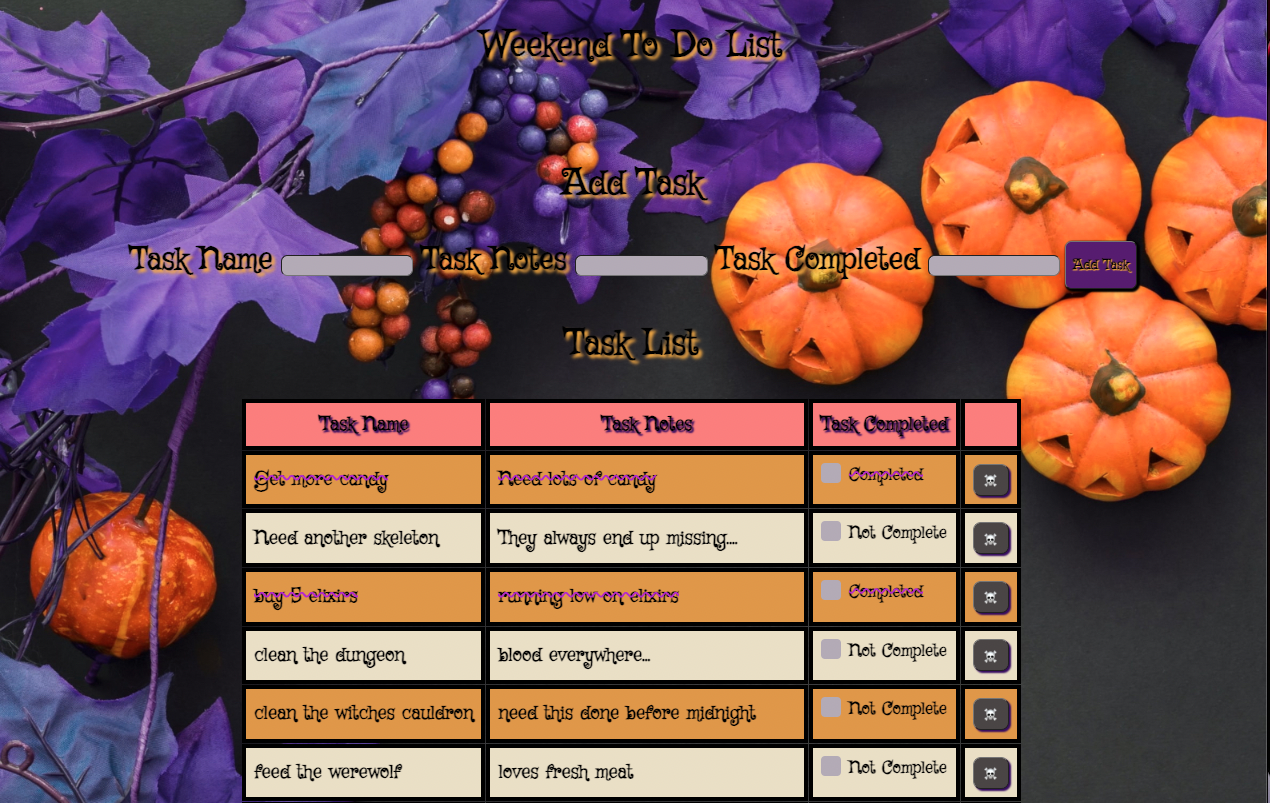 Weekend To Do List
Add Task
Task Name Task Notes Task Completed Add Task
Task List
Task Name Task Notes Task Completed
Get more candy Need lots of candy Completed
Need another skeleton They always end up missing.... Not Complete
buy 5 elixirs running low on elixirs Completed
clean the dungeon blood everywhere... Not Complete
clean the witches cauldron need this done before midnight Not Complete
feed the werewolf loves fresh meat Not Complete